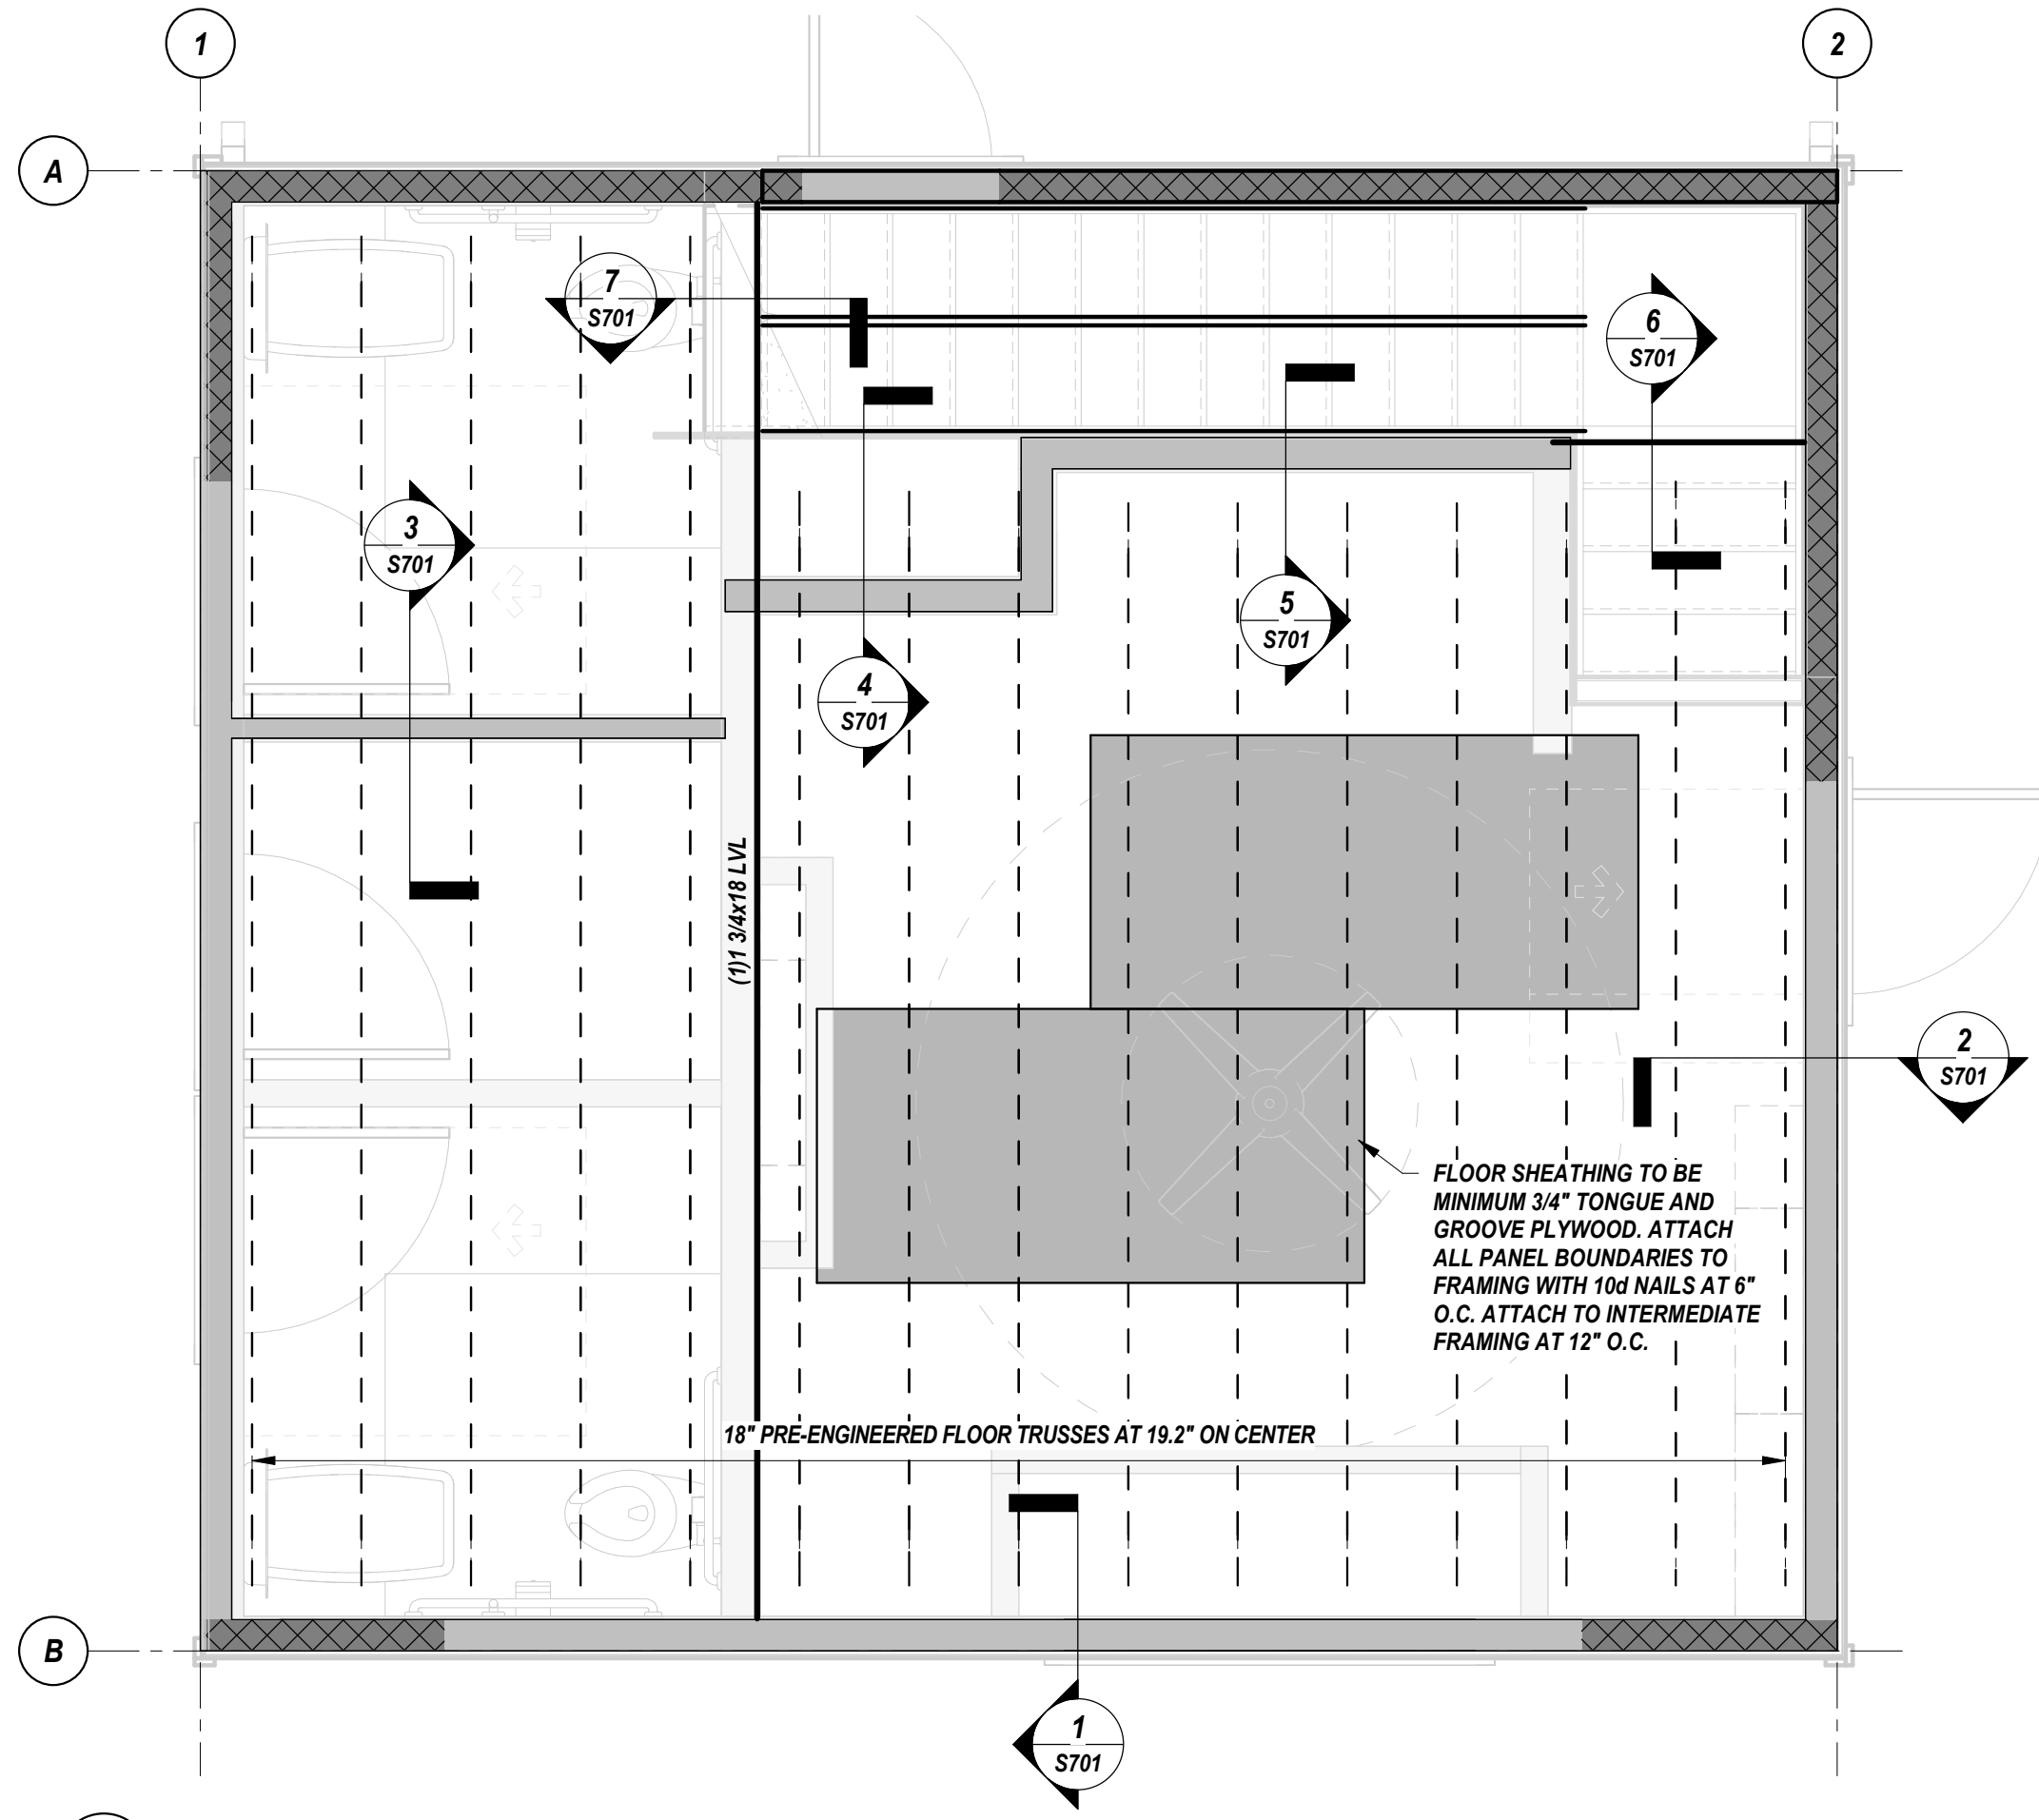 1
2
A
7
S701
6
S701
3
S701
5
S701
4
S701
(1)1 3/4x18 LVL
2
S701
FLOOR SHEATHING TO BE
MINIMUM 3/4" TONGUE AND
GROOVE PLYWOOD. ATTACH
ALL PANEL BOUNDARIES TO
FRAMING WITH 10d NAILS AT 6"
O.C. ATTACH TO INTERMEDIATE
FRAMING AT 12" O.C.
18" PRE-ENGINEERED FLOOR TRUSSES AT 19.2" ON CENTER
B
1
S701